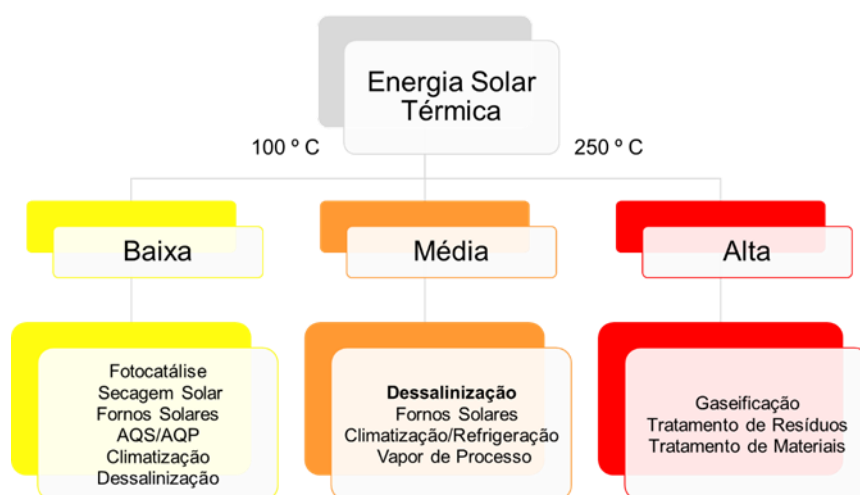 Energia Solar
Térmica
100 º C
250 º C
Baixa
Média
Alta
Fotocatálise
Secagem Solar
Fornos Solares
AQS/AQP
Climatização
Dessalinização
Dessalinização
Fornos Solares
Climatização/Refrigeração
Vapor de Processo
Gaseificação
Tratamento de Resíduos
Tratamento de Materiais